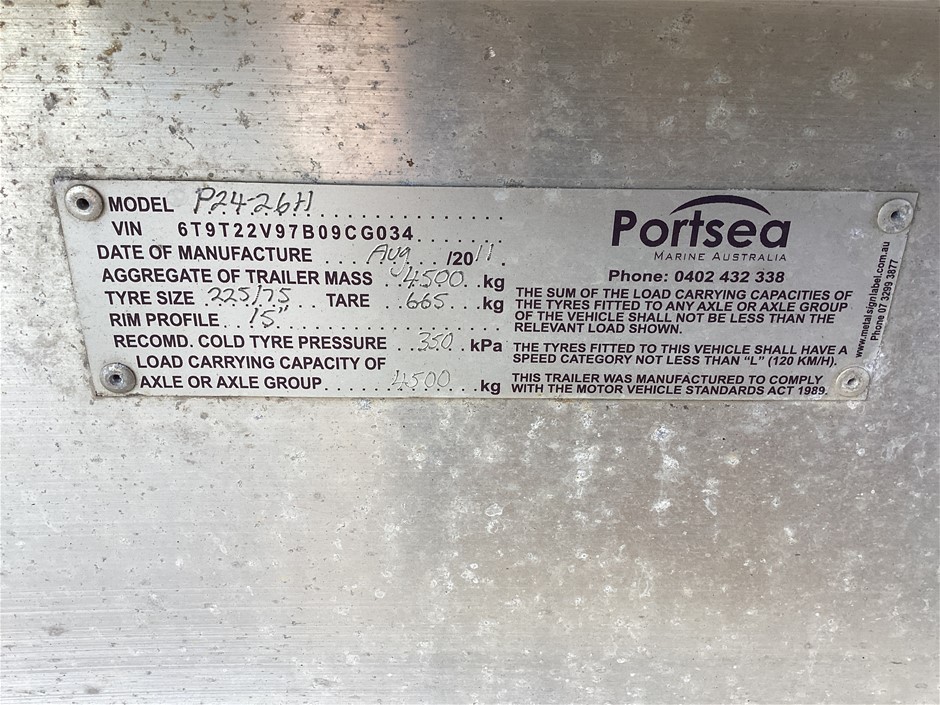 MODEL P24-26H
VIN 6T9T22V97B09CG034
DATE OF MANUFACTURE Aug /2011
AGGREGATE OF TRAILER MASS 4500 kg
TYRE SIZE 225/75 TARE 665 kg
RIM PROFILE 15"
RECOMD. COLD TYRE PRESSURE 350 kPa
LOAD CARRYING CAPACITY OF
AXLE OR AXLE GROUP 4500 kg
Portsea
MARINE AUSTRALIA
Phone: 0402 432 338
THE SUM OF THE LOAD CARRYING CAPACITIES OF
THE TYRES FITTED TO ANY AXLE OR AXLE GROUP
OF THE VEHICLE SHALL NOT BE LESS THAN THE
RELEVANT LOAD SHOWN.
THE TYRES FITTED TO THIS VEHICLE SHALL HAVE A
SPEED CATEGORY NOT LESS THAN "L" (120 KM/H).
THIS TRAILER WAS MANUFACTURED TO COMPLY
WITH THE MOTOR VEHICLE STANDARDS ACT 1989.
www.metalsignlabel.com.au
Phone 07 3299 3877